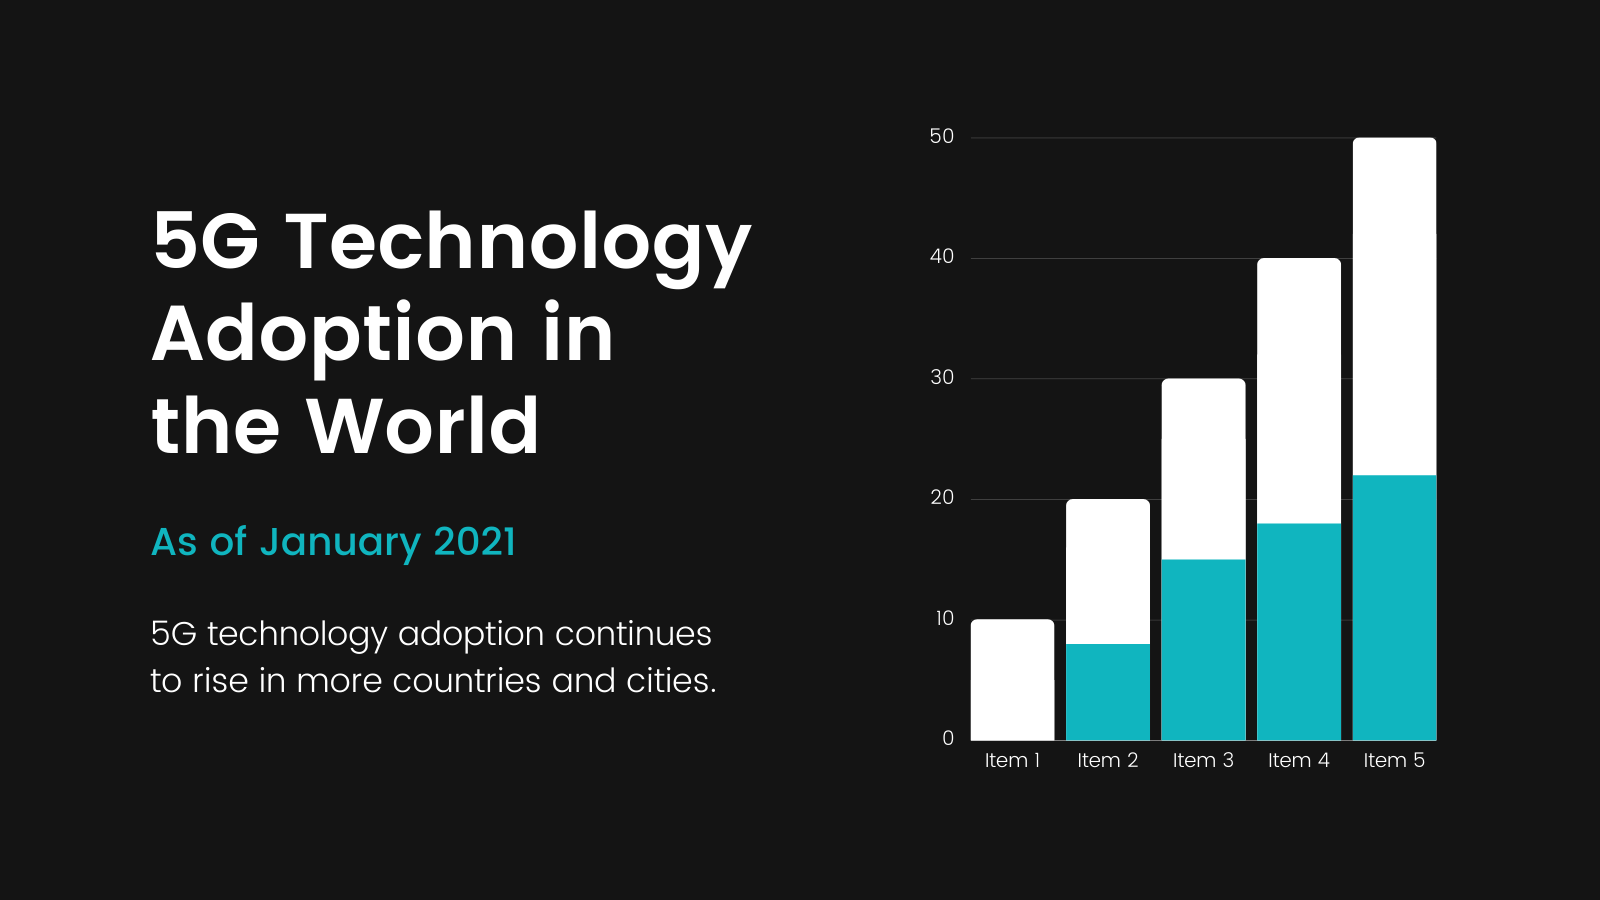 5G Technology
Adoption in
the World
As of January 2021
5G technology adoption continues
to rise in more countries and cities.
50
40
30
20
10
0
Item 1 Item 2 Item 3 Item 4 Item 5